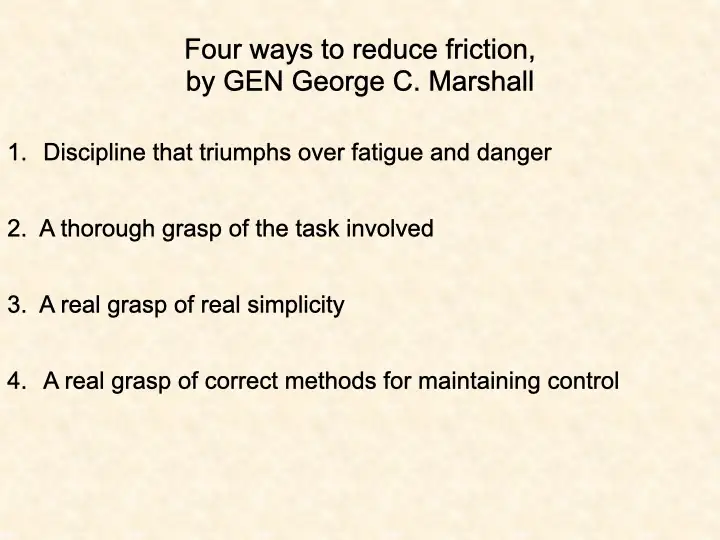 Four ways to reduce friction,
by GEN George C. Marshall
1. Discipline that triumphs over fatigue and danger
2. A thorough grasp of the task involved
3. A real grasp of real simplicity
4. A real grasp of correct methods for maintaining control